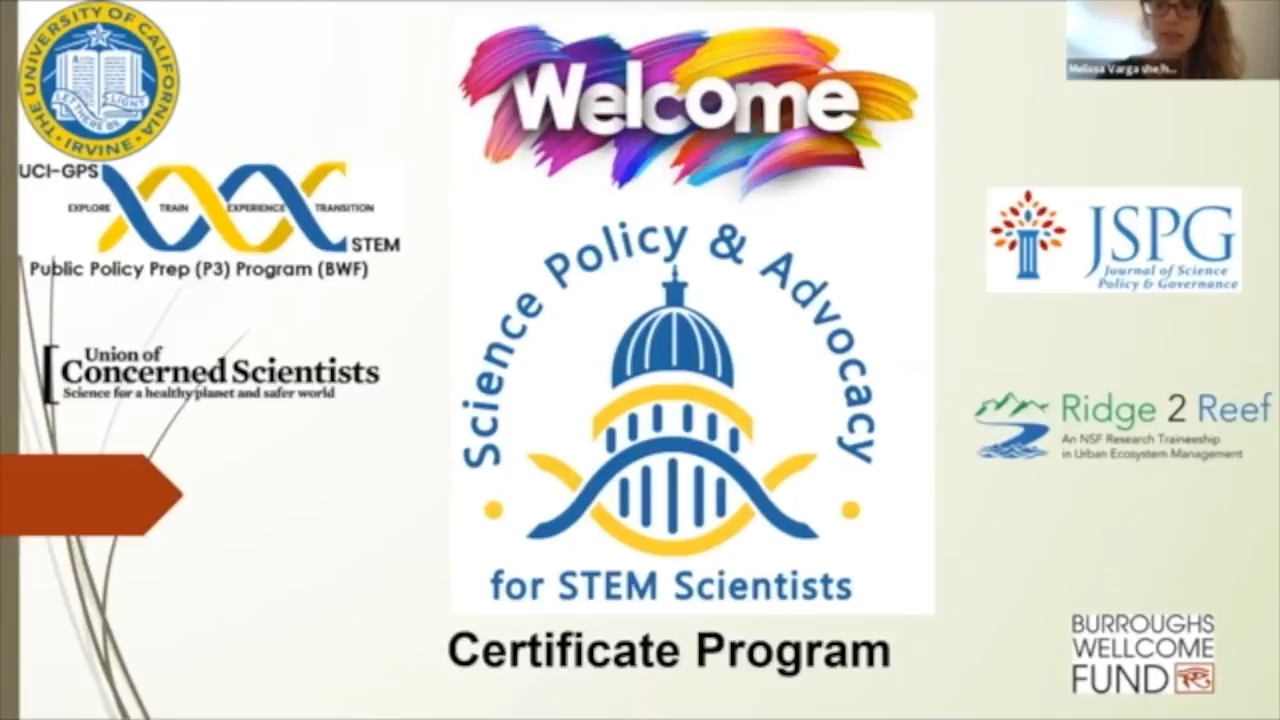 THE UNIVERSITY OF CALIFORNIA
IRVINE
LET THERE BE LIGHT
UCI-GPS
EXPLORE TRAIN EXPERIENCE TRANSITION
STEM
Public Policy Prep (P3) Program (BWF)
Union of
Concerned Scientists
Science for a healthy planet and safer world
Welcome
Science Policy & Advocacy
for STEM Scientists
Certificate Program
Melissa Varga she/h...
JSPG
Journal of Science
Policy & Governance
Ridge 2 Reef
An NSF Research Traineeship
in Urban Ecosystem Management
BURROUGHS
WELLCOME
FUND